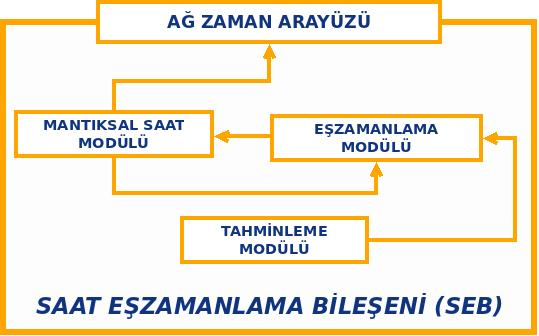 AĞ ZAMAN ARAYÜZÜ
MANTIKSAL SAAT
MODÜLÜ
EŞZAMANLAMA
MODÜLÜ
TAHMİNLEME
MODÜLÜ
SAAT EŞZAMANLAMA BİLEŞENİ (SEB)